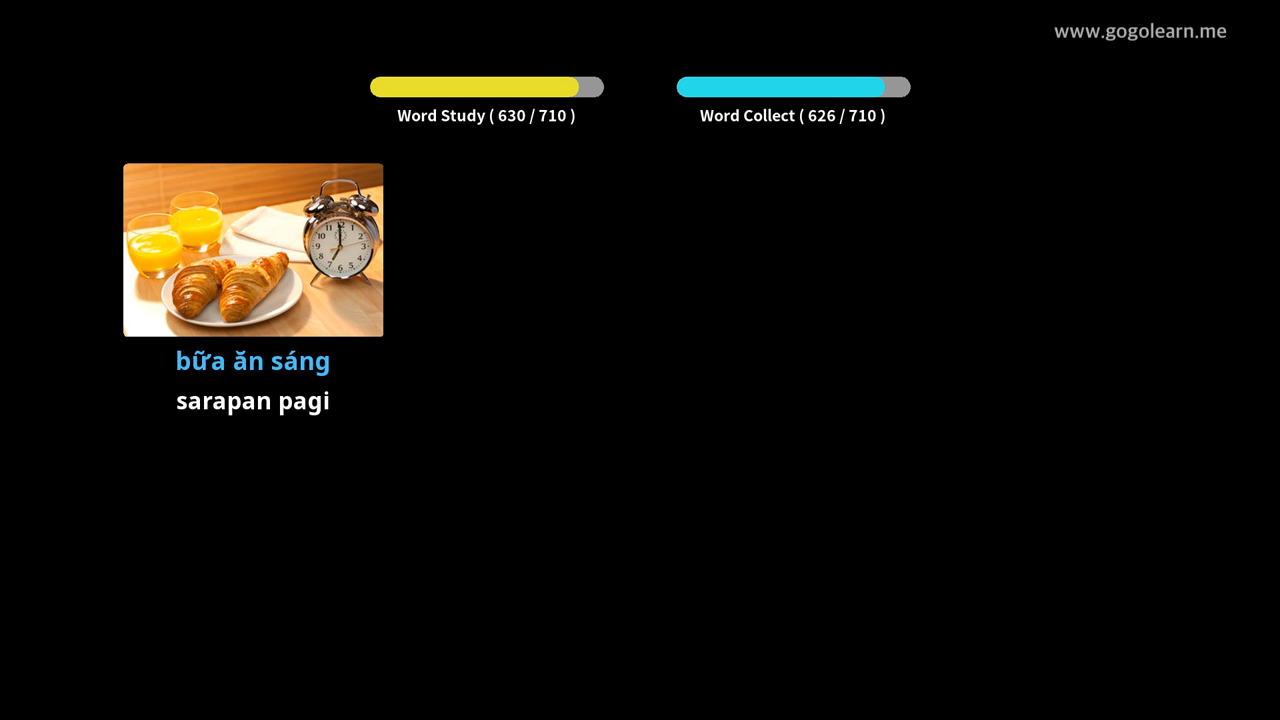 www.gogolearn.me
Word Study ( 630 / 710 )
Word Collect ( 626 / 710 )
bữa ăn sáng
sarapan pagi